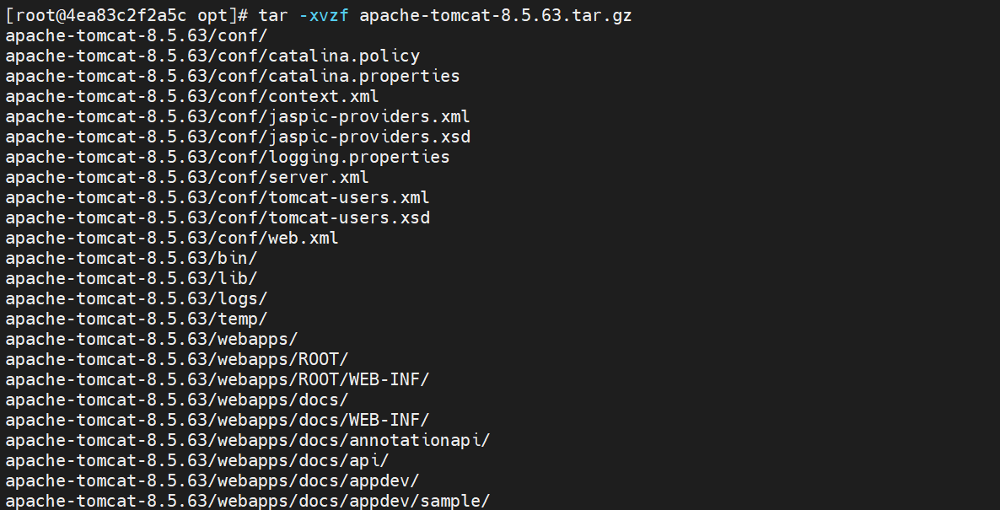 [root@4ea83c2f2a5c opt]# tar -xvzf apache-tomcat-8.5.63.tar.gz
apache-tomcat-8.5.63/conf/
apache-tomcat-8.5.63/conf/catalina.policy
apache-tomcat-8.5.63/conf/catalina.properties
apache-tomcat-8.5.63/conf/context.xml
apache-tomcat-8.5.63/conf/jaspic-providers.xml
apache-tomcat-8.5.63/conf/jaspic-providers.xsd
apache-tomcat-8.5.63/conf/logging.properties
apache-tomcat-8.5.63/conf/server.xml
apache-tomcat-8.5.63/conf/tomcat-users.xml
apache-tomcat-8.5.63/conf/tomcat-users.xsd
apache-tomcat-8.5.63/conf/web.xml
apache-tomcat-8.5.63/bin/
apache-tomcat-8.5.63/lib/
apache-tomcat-8.5.63/logs/
apache-tomcat-8.5.63/temp/
apache-tomcat-8.5.63/webapps/
apache-tomcat-8.5.63/webapps/ROOT/
apache-tomcat-8.5.63/webapps/ROOT/WEB-INF/
apache-tomcat-8.5.63/webapps/docs/
apache-tomcat-8.5.63/webapps/docs/WEB-INF/
apache-tomcat-8.5.63/webapps/docs/annotationapi/
apache-tomcat-8.5.63/webapps/docs/api/
apache-tomcat-8.5.63/webapps/docs/appdev/
apache-tomcat-8.5.63/webapps/docs/appdev/sample/